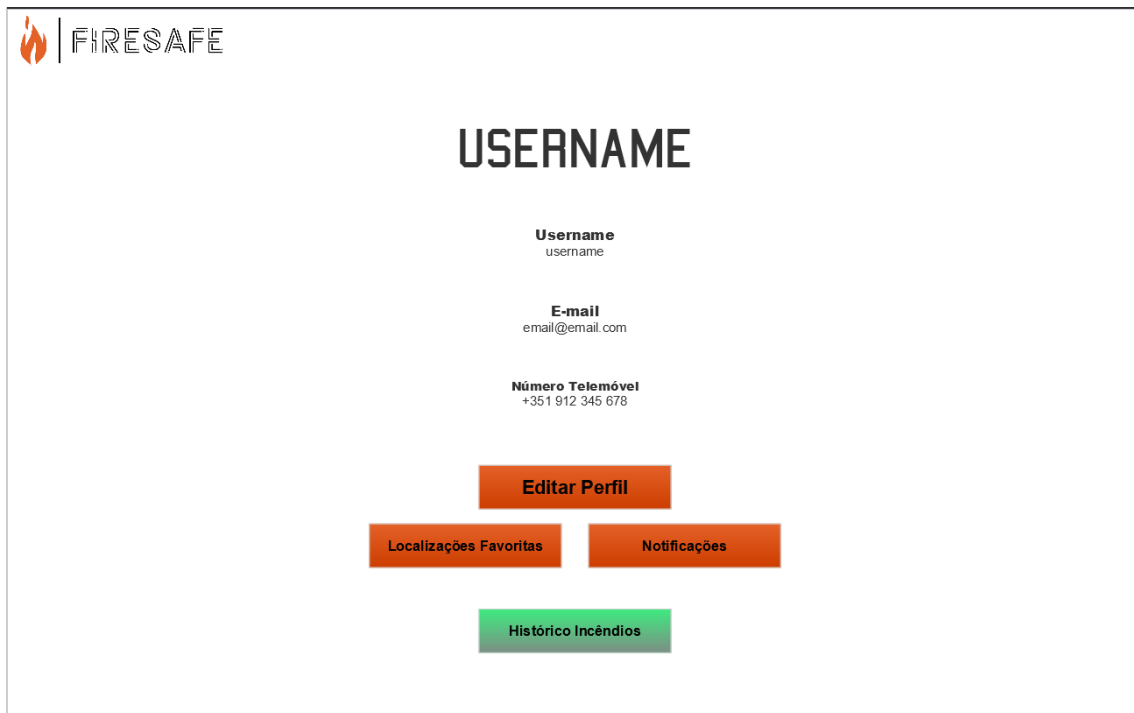 FIRESAFE
USERNAME
Username
username
E-mail
email@email.com
Número Telemóvel
+351 912 345 678
Editar Perfil
Localizações Favoritas
Notificações
Histórico Incêndios